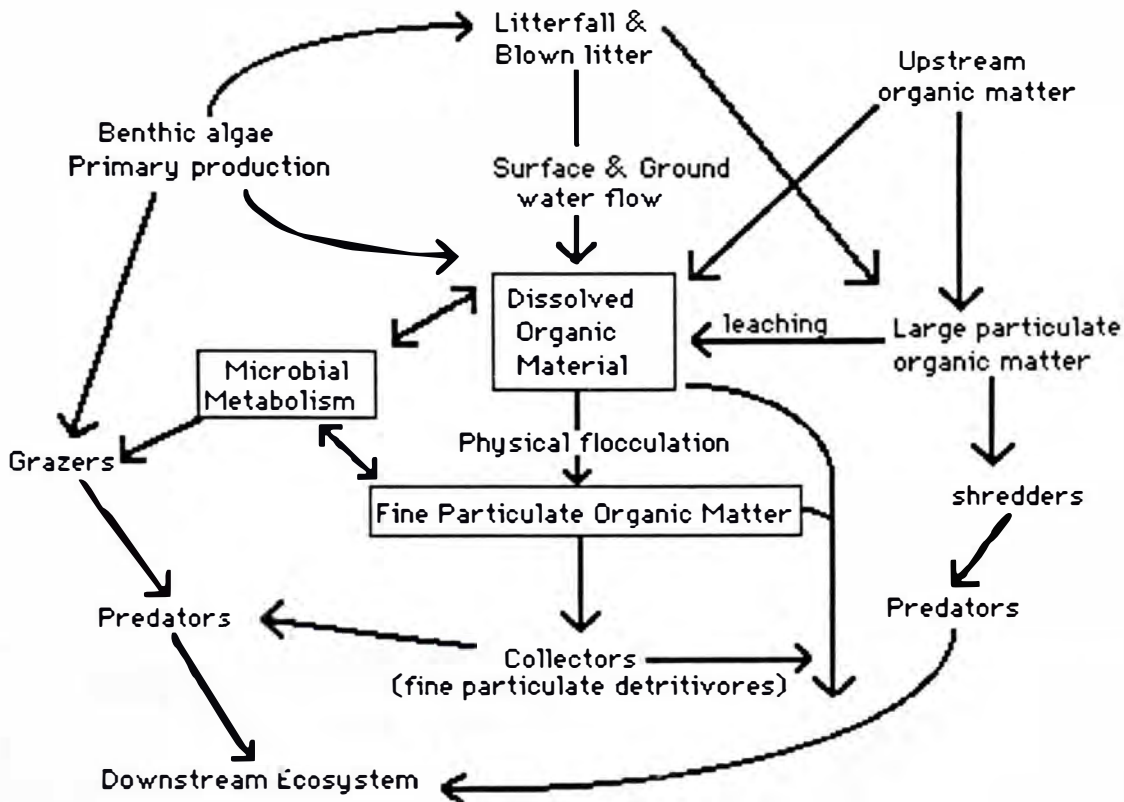 Litterfall &
Blown litter
Upstream
organic matter
Benthic algae
Primary production
Surface & Ground
water flow
Dissolved
Organic
Material
leaching
Large particulate
organic matter
Microbial
Metabolism
Physical flocculation
Grazers
Fine Particulate Organic Matter
shredders
Predators
Predators
Collectors
(fine particulate detritivores)
Downstream Ecosystem